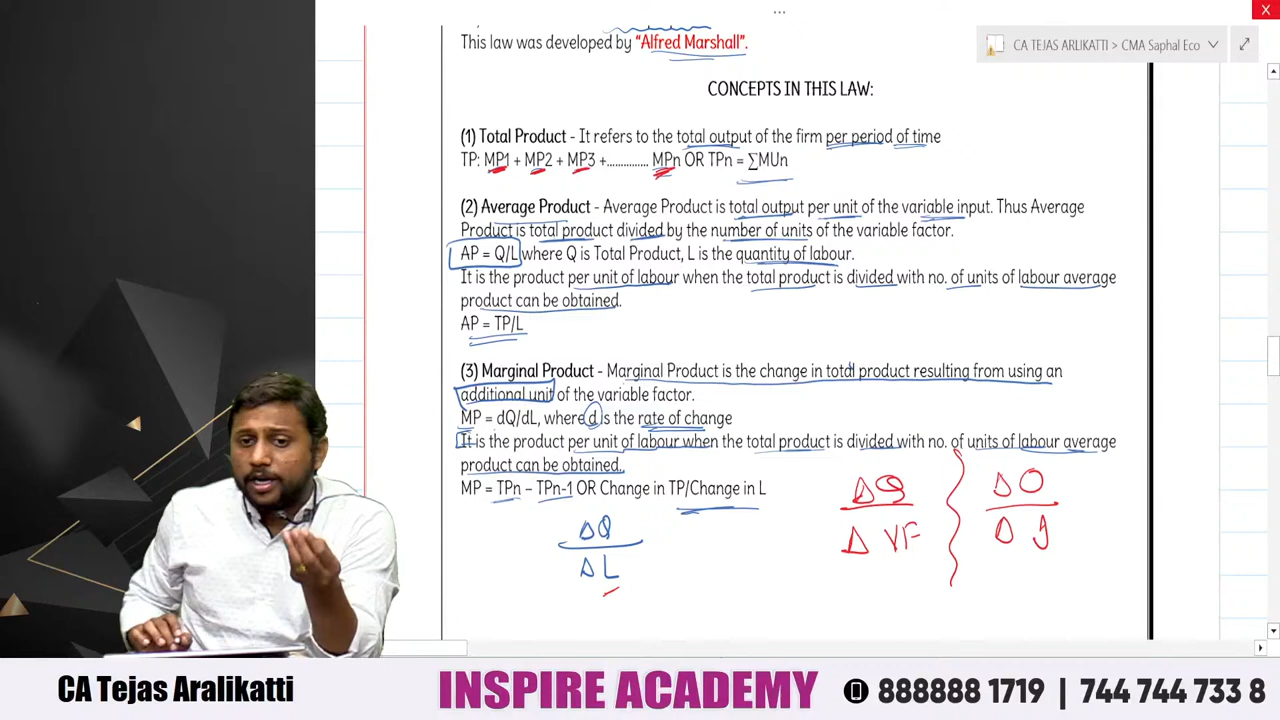 This law was developed by “Alfred Marshall”.
CA TEJAS ARLIKATTI > CMA Saphal Eco
CONCEPTS IN THIS LAW:
(1) Total Product - It refers to the total output of the firm per period of time
TP: MP1 + MP2 + MP3 +............... MPn OR TPn = ∑MUn
(2) Average Product - Average Product is total output per unit of the variable input. Thus Average
Product is total product divided by the number of units of the variable factor.
AP = Q/L where Q is Total Product, L is the quantity of labour.
It is the product per unit of labour when the total product is divided with no. of units of labour average
product can be obtained.
AP = TP/L
(3) Marginal Product - Marginal Product is the change in total product resulting from using an
additional unit of the variable factor.
MP = dQ/dL, where d is the rate of change
It is the product per unit of labour when the total product is divided with no. of units of labour average
product can be obtained.
MP = TPn – TPn-1 OR Change in TP/Change in L
ΔQ
ΔL
ΔQ
Δ VF
ΔO
Δ I
CA Tejas Aralikatti
INSPIRE ACADEMY
888888 1719 | 744 744 733 8